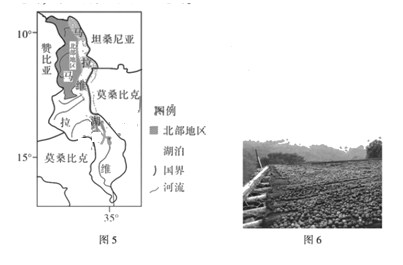 10°
15°
35°
赞比亚
坦桑尼亚
北部地区
马
拉
维
马
拉
维
湖
莫桑比克
莫桑比克
图例
北部地区
湖泊
国界
河流
图 5
图 6